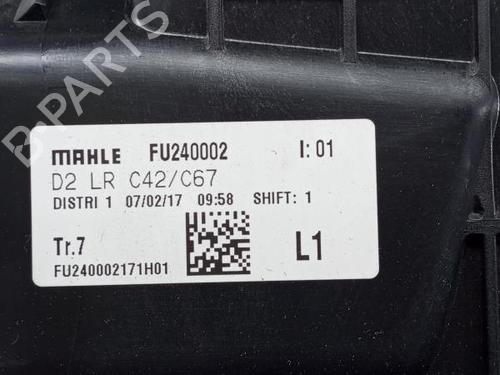 B-PARTS
MAHLE FU240002 I: 01
D2 LR C42/C67
DISTRI 1 07/02/17 09:58 SHIFT: 1
Tr.7 L1
FU240002171H01